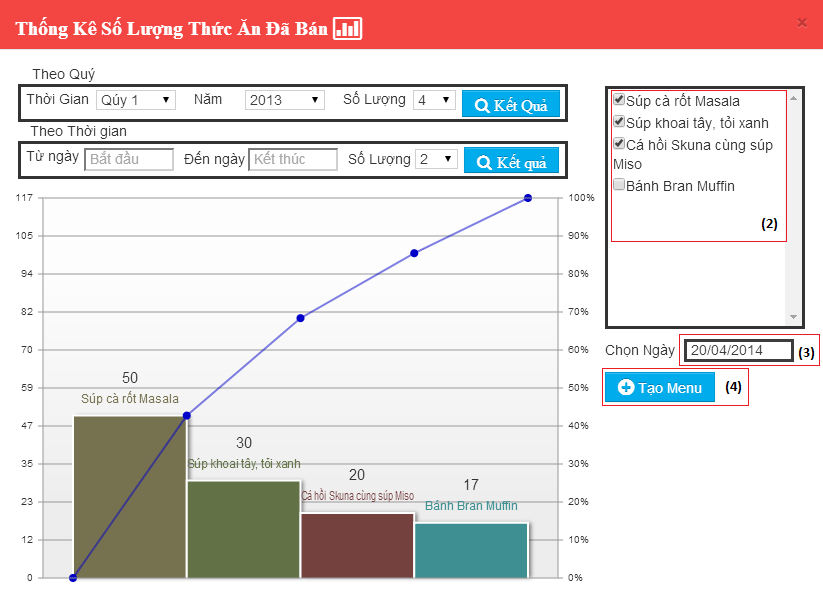 Thống Kê Số Lượng Thức Ăn Đã Bán
×
Theo Quý
Thời Gian Qúy 1 Năm 2013 Số Lượng 4 Kết Quả
Theo Thời gian
Từ ngày Bắt đầu Đến ngày Kết thúc Số Lượng 2 Kết quả
Súp cà rốt Masala
Súp khoai tây, tỏi xanh
Cá hồi Skuna cùng súp
Miso
Bánh Bran Muffin
(2)
Chọn Ngày 20/04/2014 (3)
Tạo Menu (4)
117 100%
105 90%
94 80%
82 70%
70 60%
59 50%
47 40%
35 30%
23 20%
12 10%
0 0%
50
Súp cà rốt Masala
30
Súp khoai tây, tỏi xanh
20
Cá hồi Skuna cùng súp Miso
17
Bánh Bran Muffin